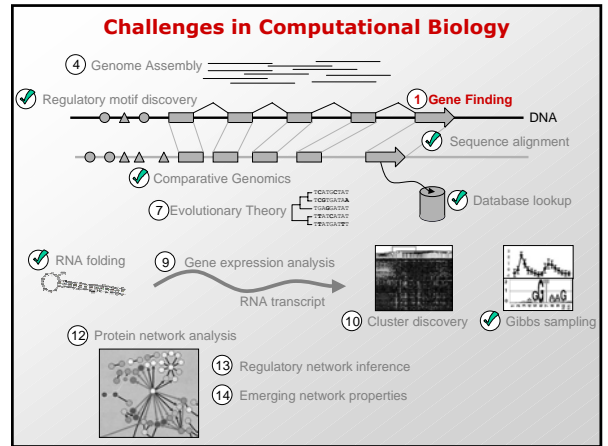 Challenges in Computational Biology
4 Genome Assembly
Regulatory motif discovery
1 Gene Finding
DNA
Sequence alignment
Comparative Genomics
TCATGCTAT
TCGTGATAA
TGAGGATAT
TTATCATAT
TTATGATTT
7 Evolutionary Theory
Database lookup
RNA folding
9 Gene expression analysis
RNA transcript
10 Cluster discovery
Gibbs sampling
12 Protein network analysis
13 Regulatory network inference
14 Emerging network properties